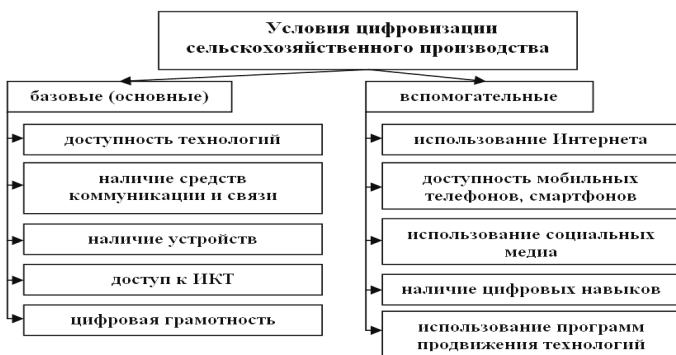 Условия цифровизации
сельскохозяйственного производства
базовые (основные)
доступность технологий
наличие средств
коммуникации и связи
наличие устройств
доступ к ИКТ
цифровая грамотность
вспомогательные
использование Интернета
доступность мобильных
телефонов, смартфонов
использование социальных
медиа
наличие цифровых навыков
использование программ
продвижения технологий